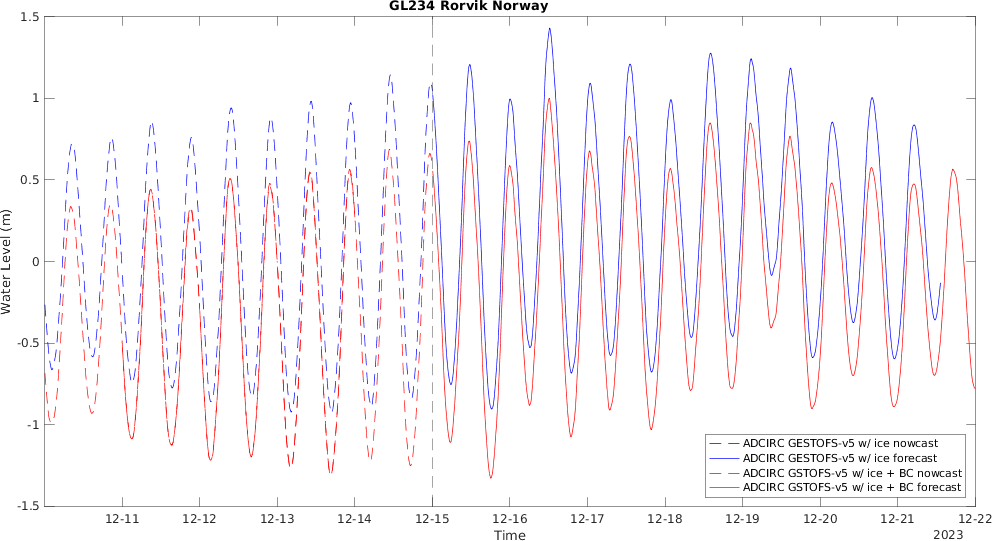 GL234 Rorvik Norway
1.5
1
0.5
0
-0.5
-1
-1.5
Water Level (m)
12-11 12-12 12-13 12-14 12-15 12-16 12-17 12-18 12-19 12-20 12-21 12-22
Time
2023
ADCIRC GESTOFS-v5 w/ ice nowcast
ADCIRC GESTOFS-v5 w/ ice forecast
ADCIRC GSTOFS-v5 w/ ice + BC nowcast
ADCIRC GSTOFS-v5 w/ ice + BC forecast